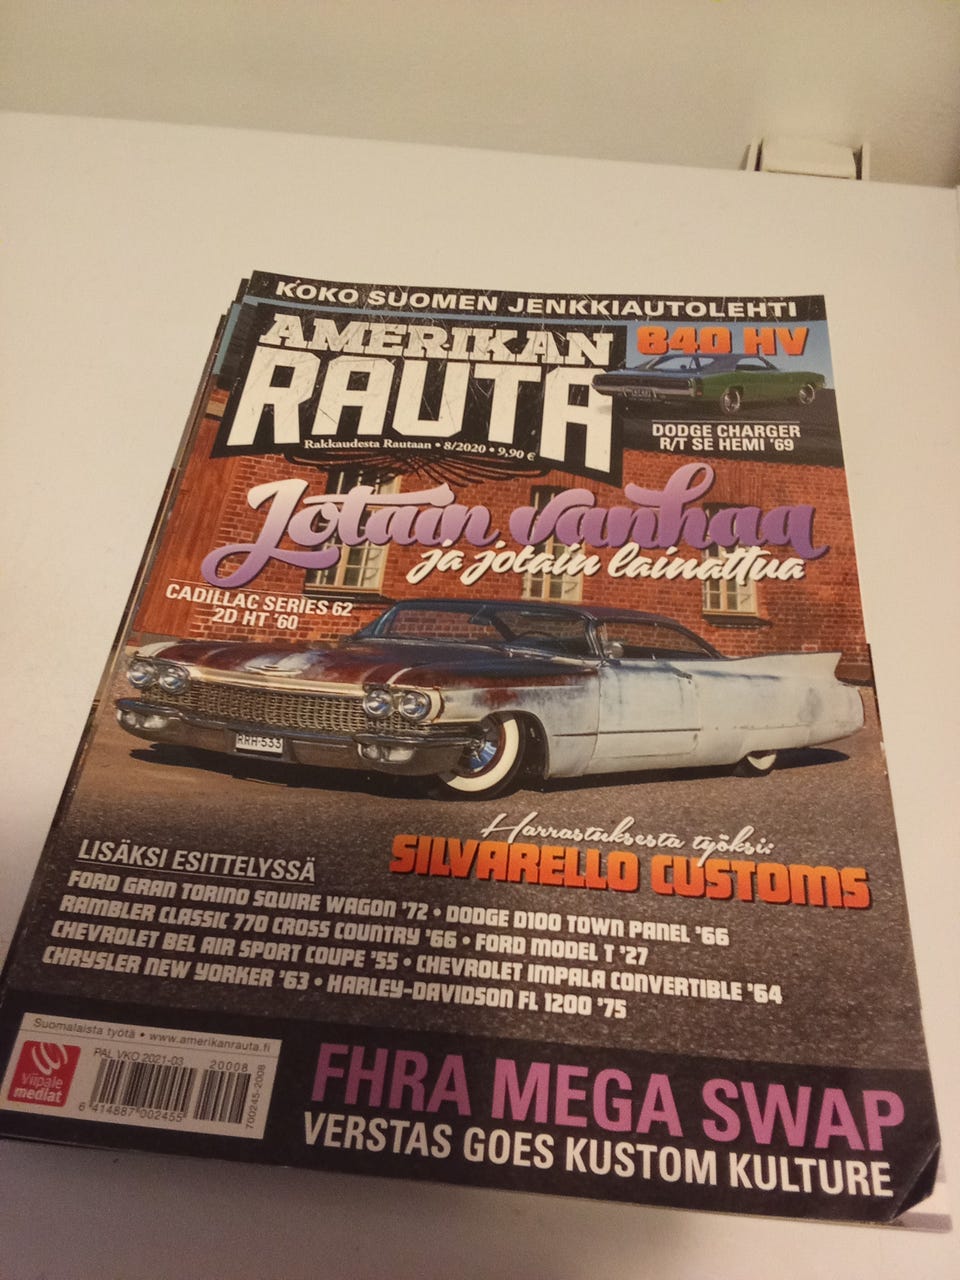 KOKO SUOMEN JENKKIAUTOLEHTI
AMERIKAN
RAUTA
Rakkaudesta Rautaan • 8/2020 • 9,90 €
840 HV
DODGE CHARGER
R/T SE HEMI '69
Jotain vanhaa
ja jotain lainattua
CADILLAC SERIES 62
2D HT '60
RRH-533
Harrastuksesta työksi:
SILVARELLO CUSTOMS
LISÄKSI ESITTELYSSÄ
FORD GRAN TORINO SQUIRE WAGON '72 • DODGE D100 TOWN PANEL '66
RAMBLER CLASSIC 770 CROSS COUNTRY '66 • FORD MODEL T '27
CHEVROLET BEL AIR SPORT COUPE '55 • CHEVROLET IMPALA CONVERTIBLE '64
CHRYSLER NEW YORKER '63 • HARLEY-DAVIDSON FL 1200 '75
Suomalaista työtä • www.amerikanrauta.fi
viipale
mediat
PAL VKO 2021-03
20008
6 414887 002455
700245-2008
FHRA MEGA SWAP
VERSTAS GOES KUSTOM KULTURE